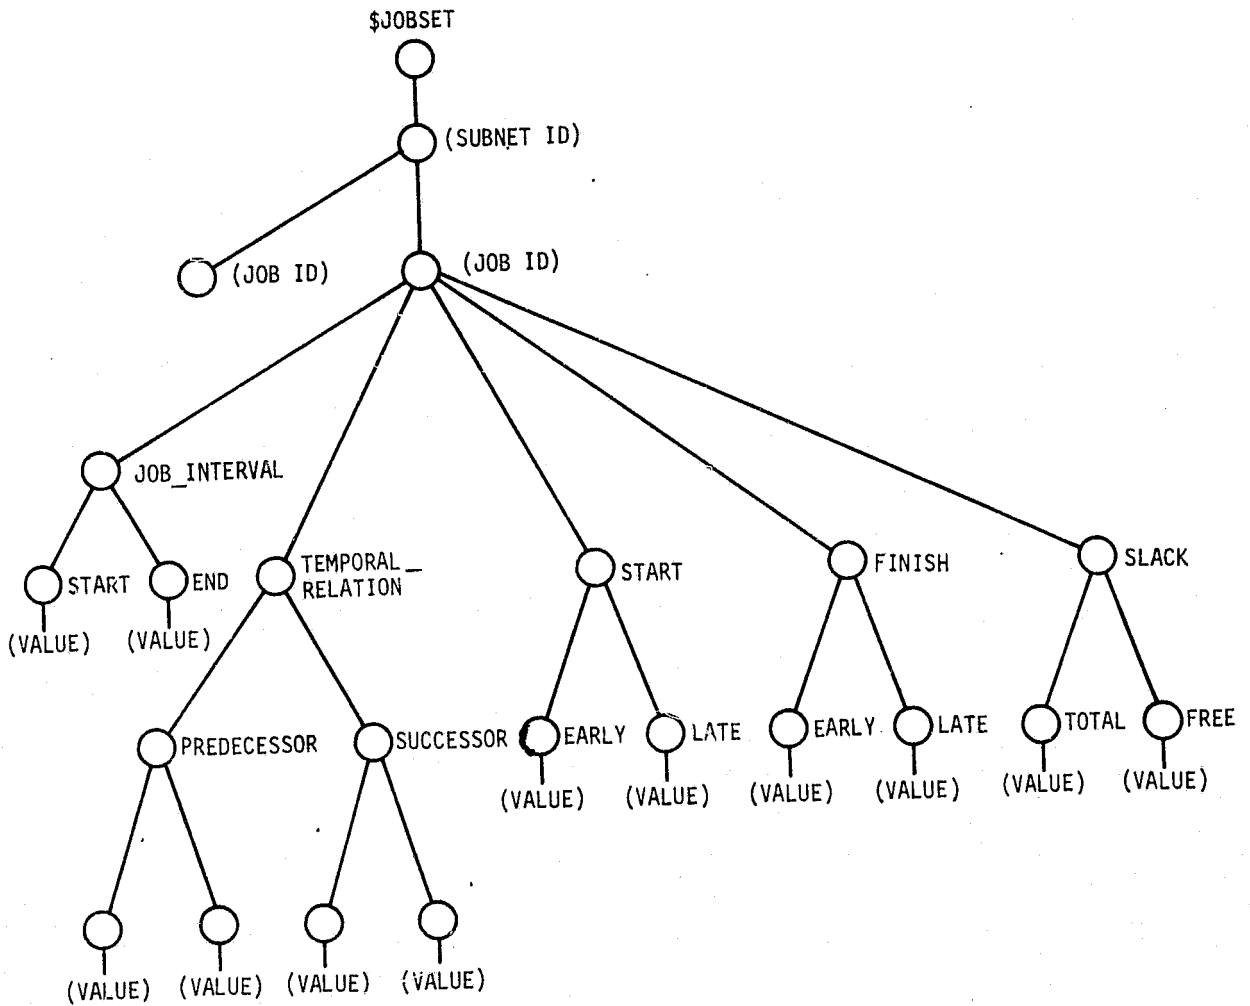 $JOBSET
(SUBNET ID)
(JOB ID)
(JOB ID)
JOB_INTERVAL
START
END
(VALUE)
(VALUE)
TEMPORAL_
RELATION
START
FINISH
SLACK
PREDECESSOR
SUCCESSOR
EARLY
LATE
EARLY
LATE
TOTAL
FREE
(VALUE)
(VALUE)
(VALUE)
(VALUE)
(VALUE)
(VALUE)
(VALUE)
(VALUE)
(VALUE)
(VALUE)